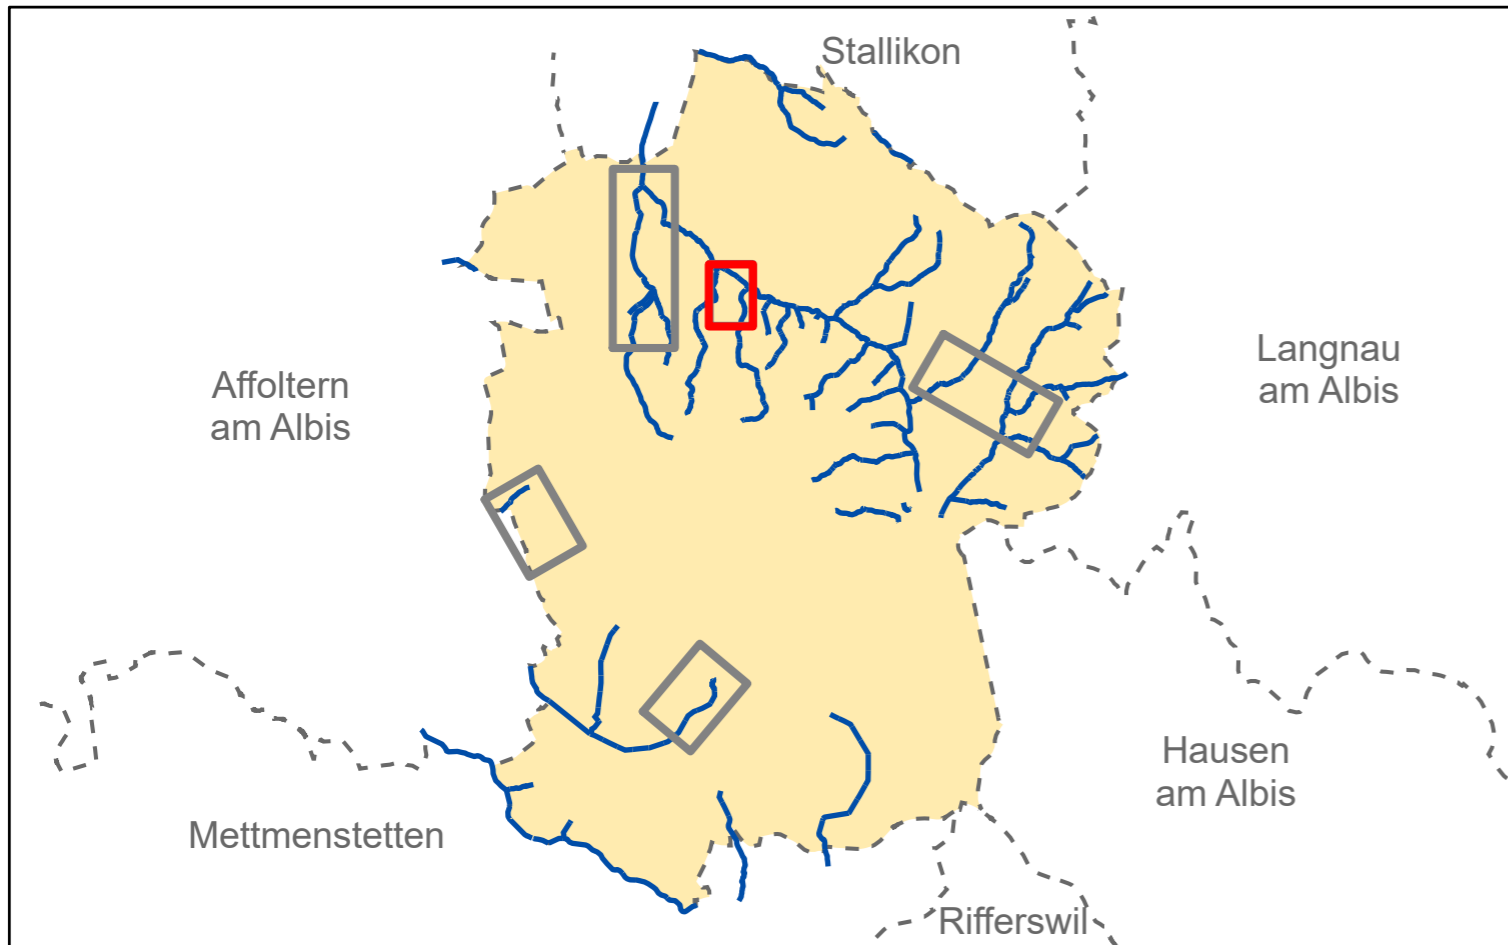 Stallikon
Langnau
am Albis
Affoltern
am Albis
Hausen
am Albis
Mettmenstetten
Rifferswil